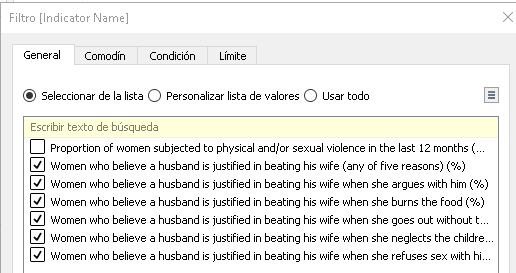 Filtro [Indicator Name]
General Comodín Condición Límite
Seleccionar de la lista Personalizar lista de valores Usar todo
Escribir texto de búsqueda
Proportion of women subjected to physical and/or sexual violence in the last 12 months (...
Women who believe a husband is justified in beating his wife (any of five reasons) (%)
Women who believe a husband is justified in beating his wife when she argues with him (%)
Women who believe a husband is justified in beating his wife when she burns the food (%)
Women who believe a husband is justified in beating his wife when she goes out without t...
Women who believe a husband is justified in beating his wife when she neglects the childre...
Women who believe a husband is justified in beating his wife when she refuses sex with hi...